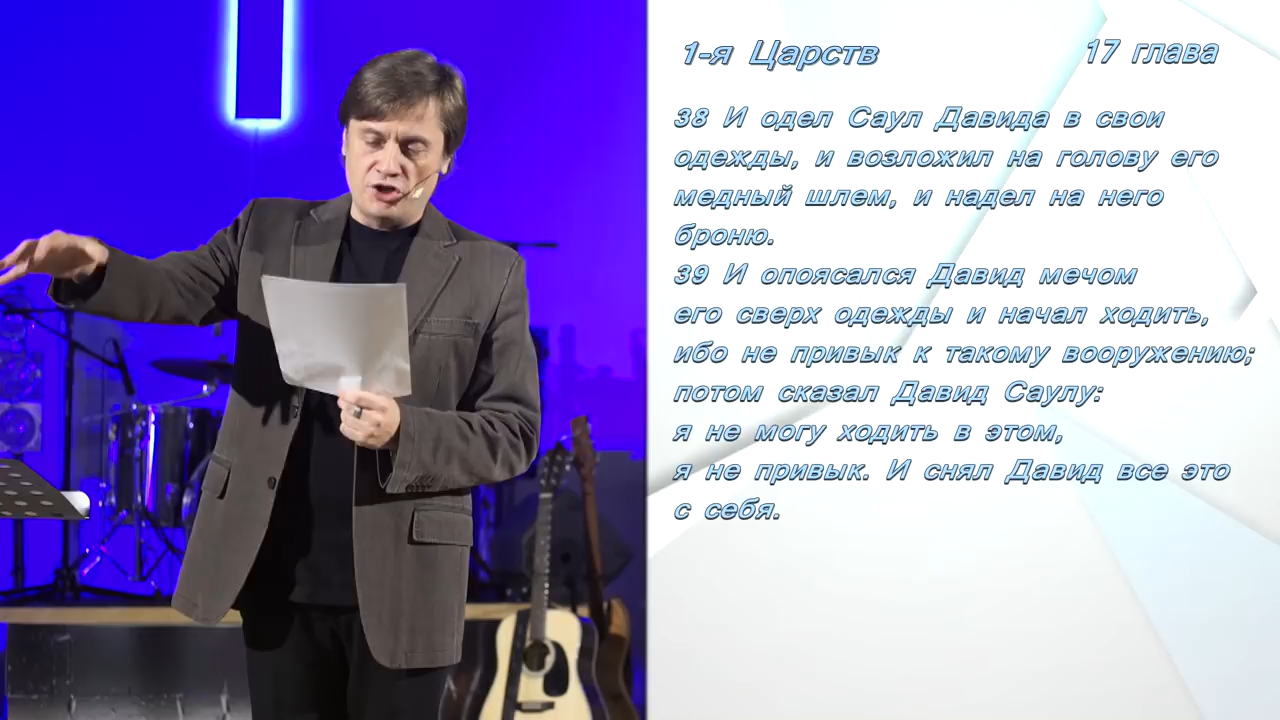 1-я Царств 17 глава
38 И одел Саул Давида в свои
одежды, и возложил на голову его
медный шлем, и надел на него
броню.
39 И опоясался Давид мечом
его сверх одежды и начал ходить,
ибо не привык к такому вооружению;
потом сказал Давид Саулу:
я не могу ходить в этом,
я не привык. И снял Давид все это
с себя.